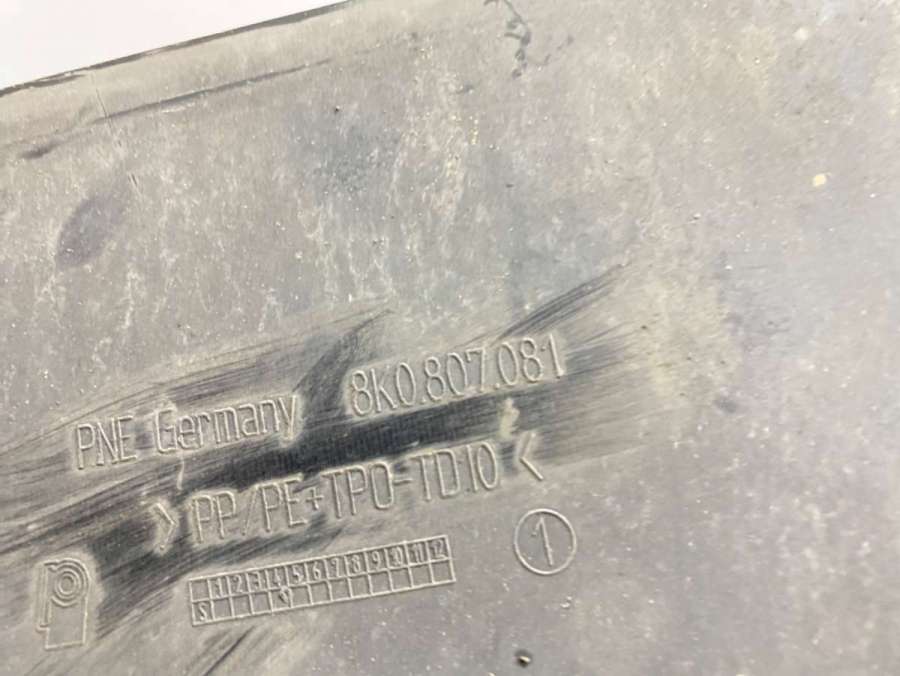 PNE Germany 8K0.807.081
>PP/PE+TPO-TD10<
1
1 2 3 4 5 6 7 8 9 10 11 12